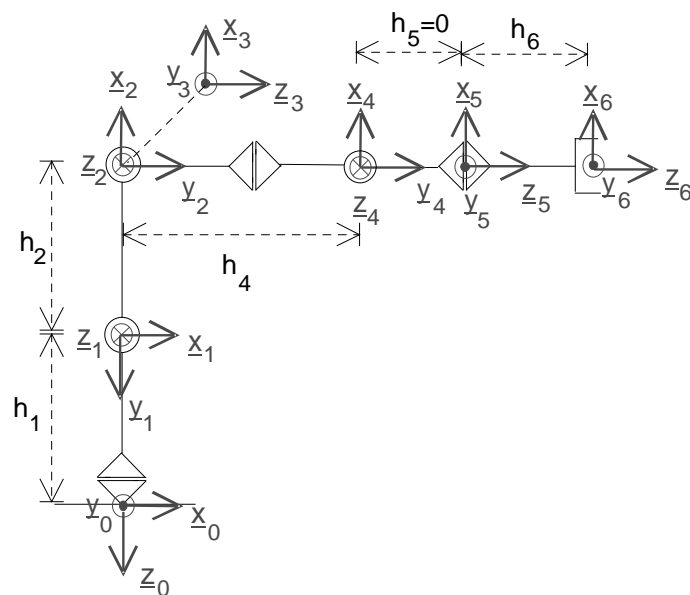 x₃
h₅=0
h₆
y₃
z₃
x₂
x₄
x₅
x₆
z₂
y₂
z₄
y₄
y₅
z₅
y₆
z₆
h₂
h₄
z₁
x₁
h₁
y₁
y₀
x₀
z₀